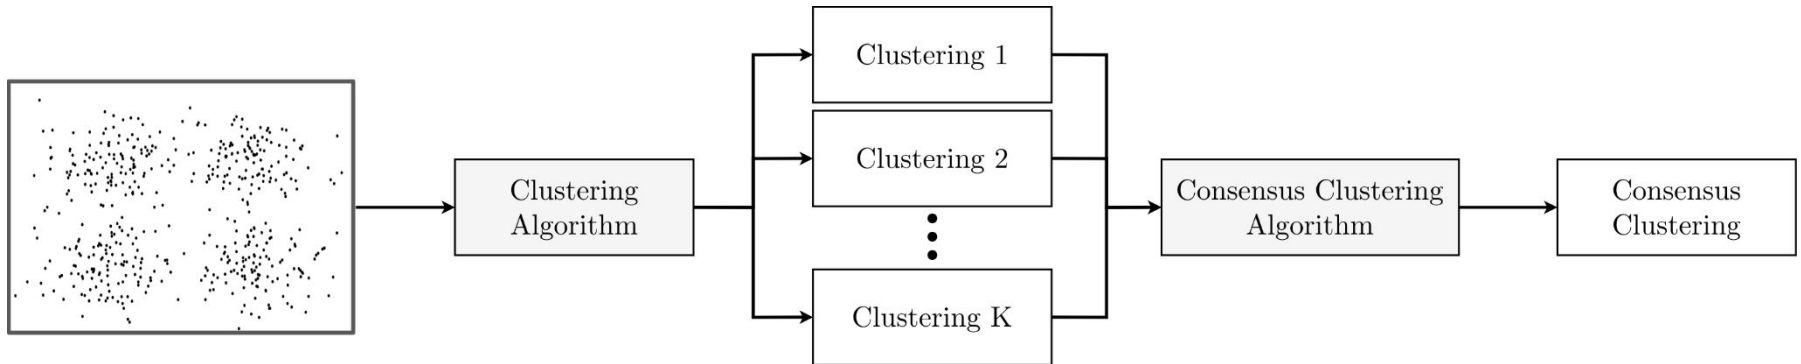 Clustering 1
Clustering
Algorithm
Clustering 2
Clustering K
Consensus Clustering
Algorithm
Consensus
Clustering